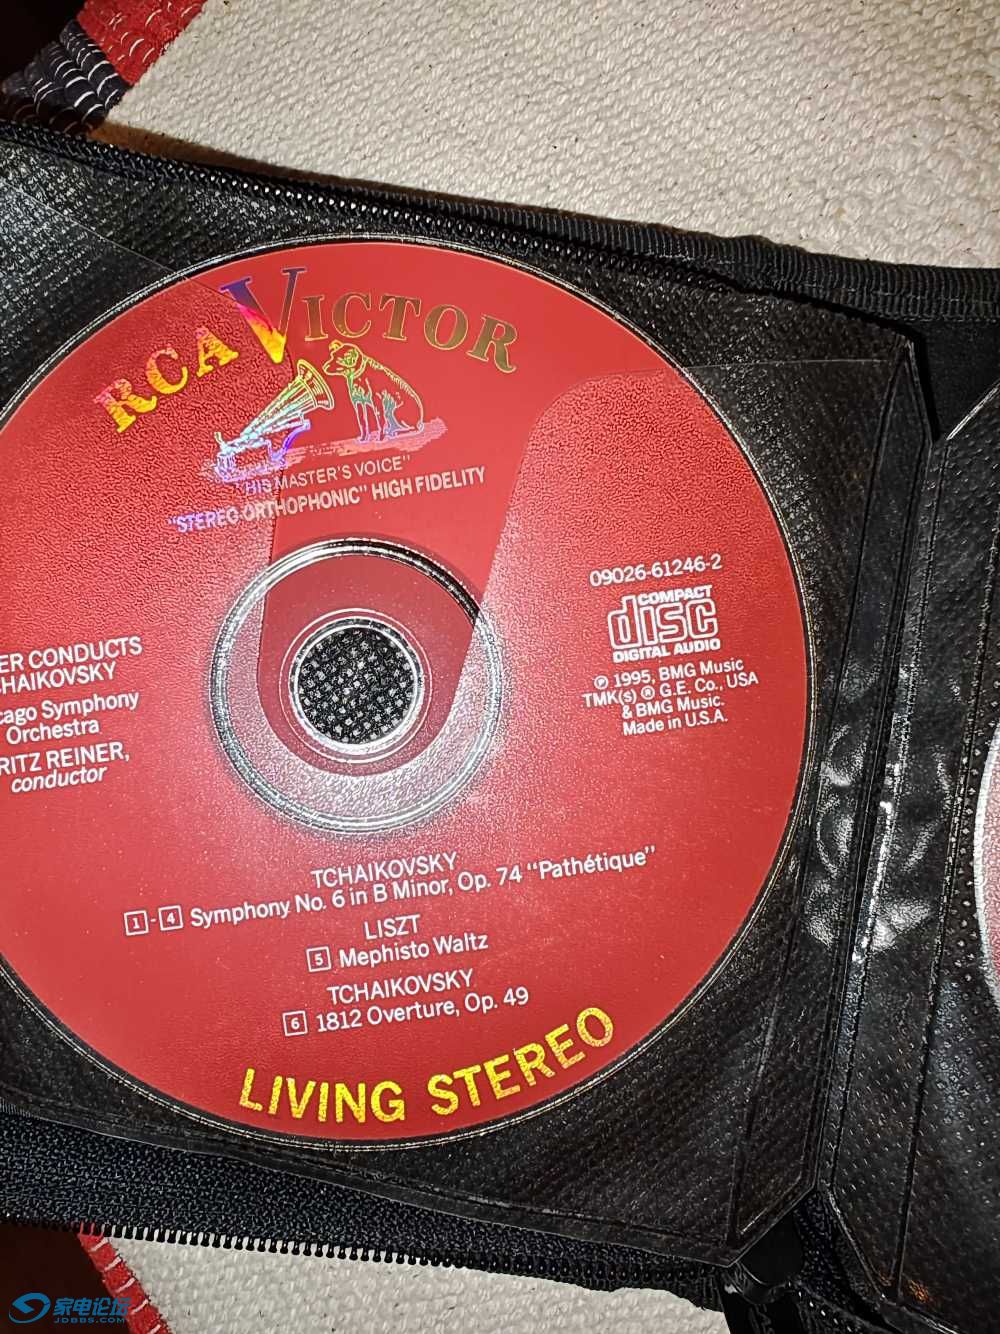 RCA VICTOR
"HIS MASTER'S VOICE"
"STEREO-ORTHOPHONIC" HIGH FIDELITY
09026-61246-2
COMPACT
disc
DIGITAL AUDIO
℗ 1995, BMG Music
TMK(s) ® G.E. Co., USA
& BMG Music.
Made in U.S.A.
ER CONDUCTS
HAIKOVSKY
cago Symphony
Orchestra
RITZ REINER,
conductor
TCHAIKOVSKY
1-4 Symphony No. 6 in B Minor, Op. 74 "Pathétique"
LISZT
5 Mephisto Waltz
TCHAIKOVSKY
6 1812 Overture, Op. 49
LIVING STEREO
家电论坛
JDBBS.COM